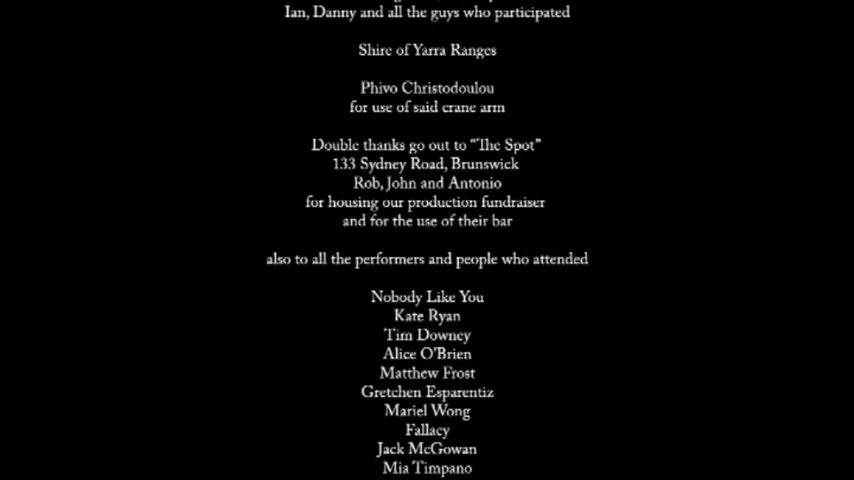 Ian, Danny and all the guys who participated
Shire of Yarra Ranges
Phivo Christodoulou
for use of said crane arm
Double thanks go out to “The Spot”
133 Sydney Road, Brunswick
Rob, John and Antonio
for housing our production fundraiser
and for the use of their bar
also to all the performers and people who attended
Nobody Like You
Kate Ryan
Tim Downey
Alice O’Brien
Matthew Frost
Gretchen Esparentiz
Mariel Wong
Fallacy
Jack McGowan
Mia Timpano